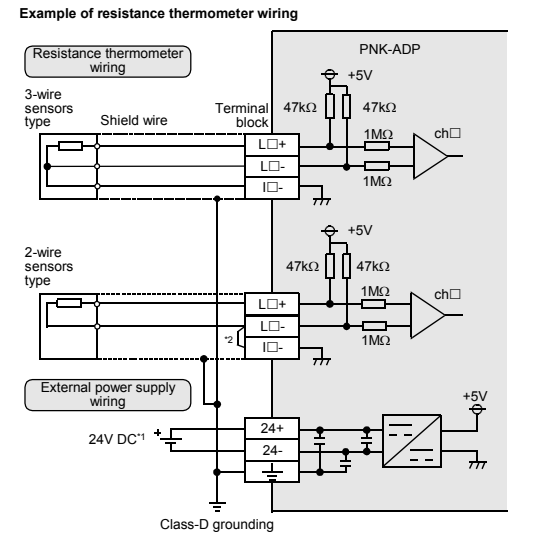 Example of resistance thermometer wiring
Resistance thermometer
wiring
PNK-ADP
+5V
3-wire
sensors
type
Shield wire
Terminal
block
47kΩ
47kΩ
1MΩ
ch□
L□+
L□-
1MΩ
I□-
+5V
2-wire
sensors
type
47kΩ
47kΩ
1MΩ
ch□
L□+
L□-
*2
1MΩ
I□-
External power supply
wiring
+5V
24V DC*1
+
24+
24-
Class-D grounding